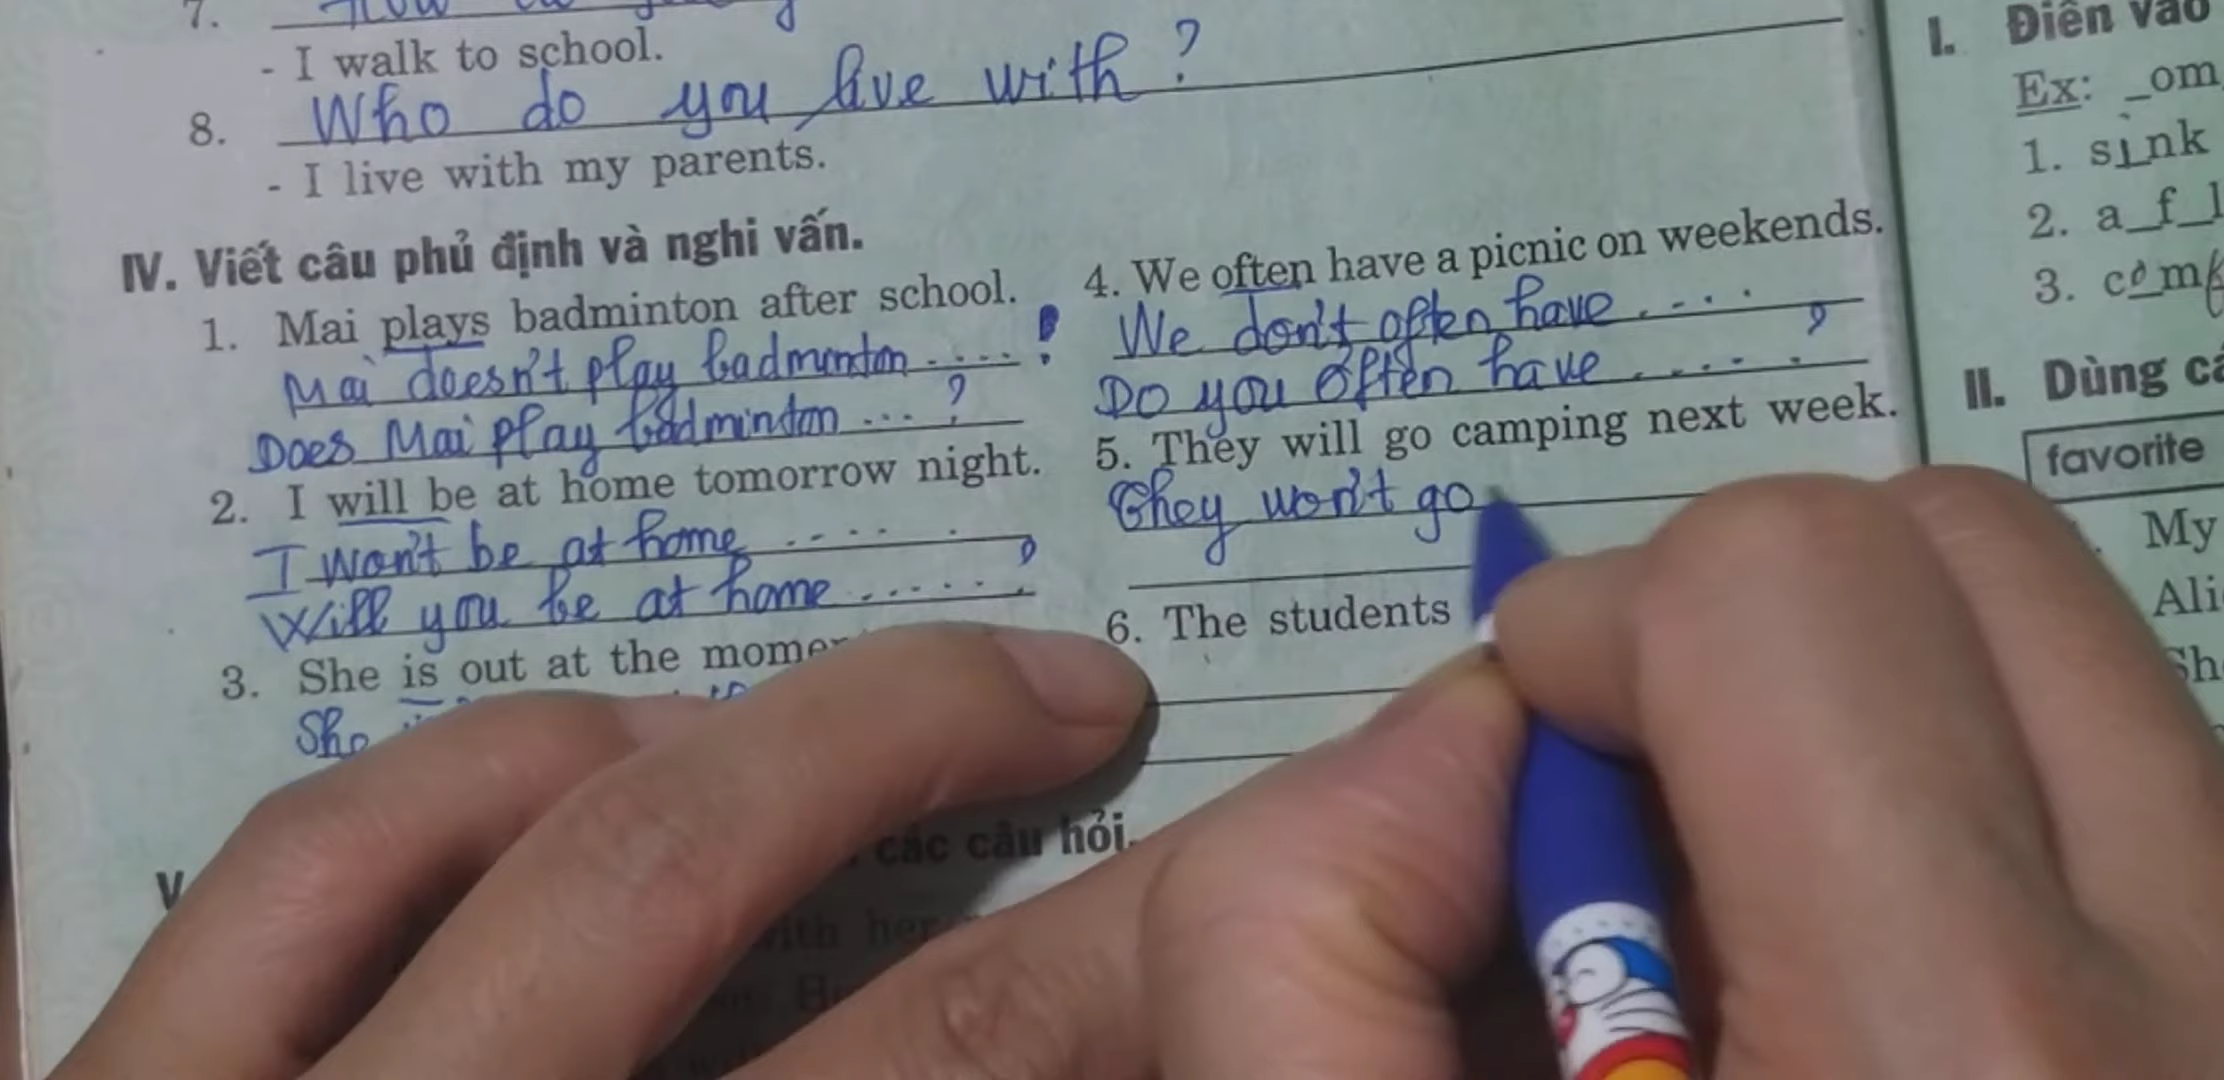 7.
- I walk to school.
8. Who do you live with?
- I live with my parents.
IV. Viết câu phủ định và nghi vấn.
1. Mai plays badminton after school.
Mai doesn't play badminton ....
Does Mai play badminton ... ?
2. I will be at home tomorrow night.
I won't be at home ....
Will you be at home .....?
3. She is out at the
She
4. We often have a picnic on weekends.
We don't often have ....
Do you often have ....?
5. They will go camping next week.
They won't go
6. The students
V
các câu hỏi.
with her
I. Điền vào
Ex: _om
1. sink
2. a_f_l
3. com
II. Dùng
favorite
My
Ali
Sh